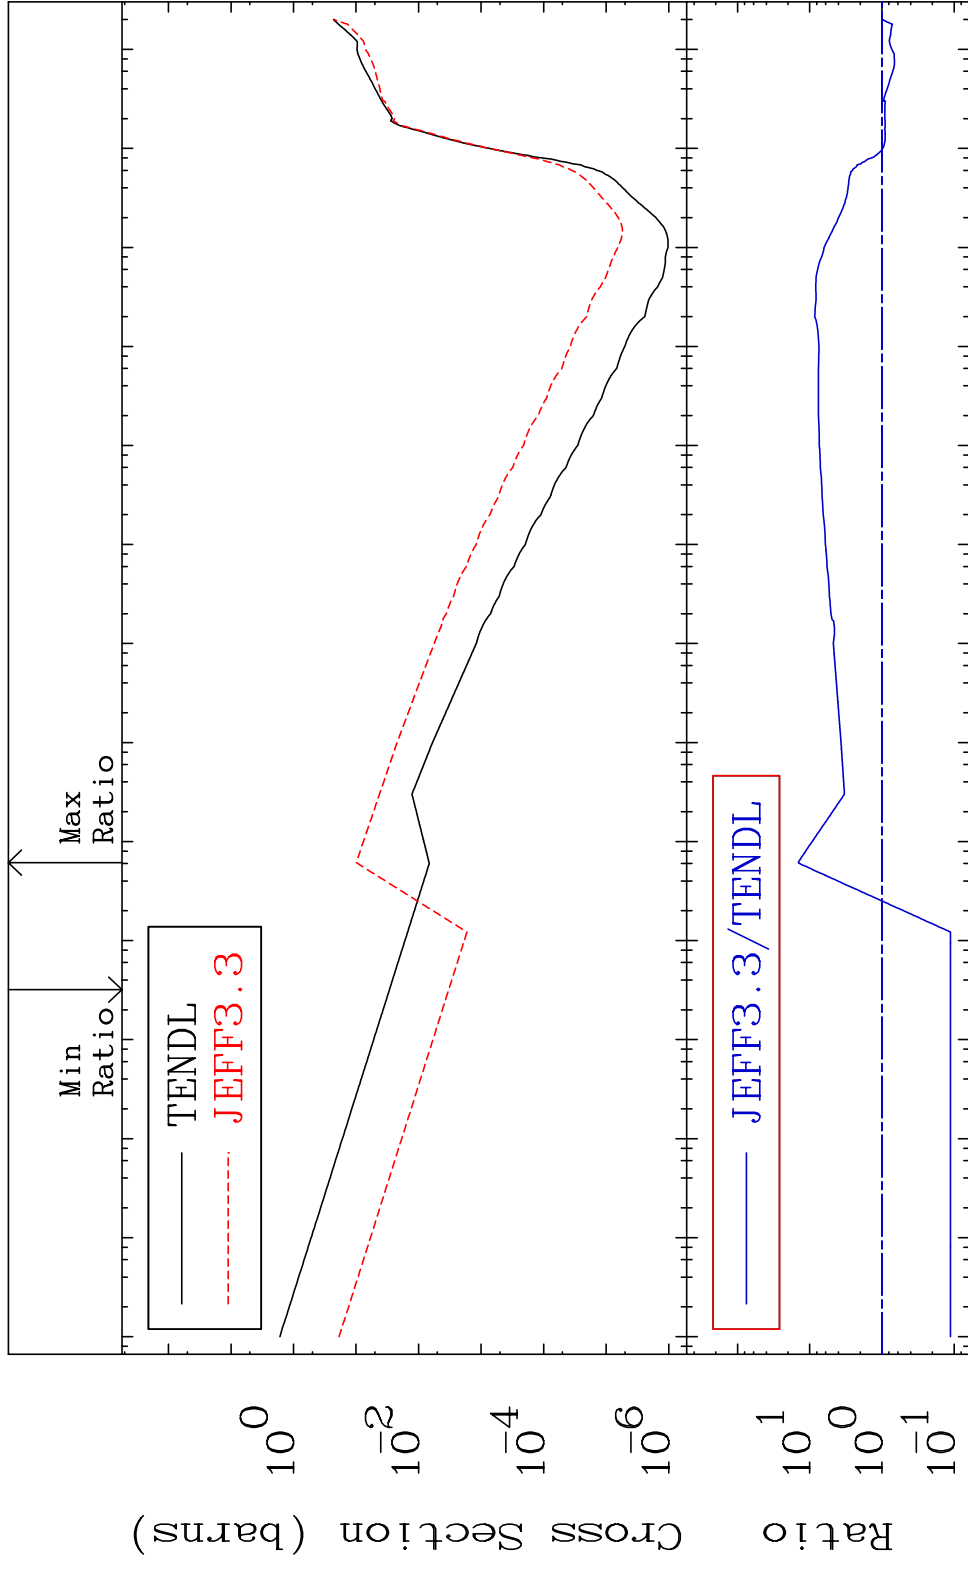 Min
Ratio
Max
Ratio
TENDL
JEFF3.3
Cross Section (barns)
10 0
10 -2
10 -4
10 -6
JEFF3.3/TENDL
Ratio
10 1
10 0
10 -1